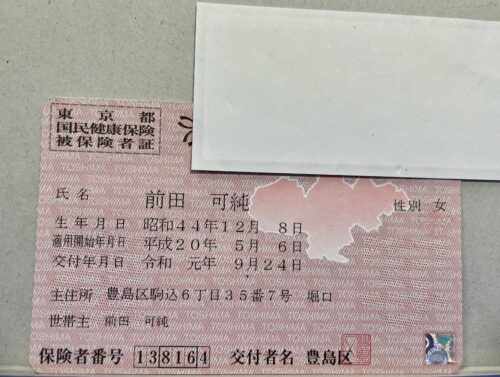 東京都
国民健康保険
被保険者証
氏名 前田 可純 性別 女
生年月日 昭和44年12月 8日
適用開始年月日 平成20年 5月 6日
交付年月日 令和 元年 9月24日
主住所 豊島区駒込6丁目35番7号 堀口
世帯主 前田 可純
保険者番号 138164 交付者名 豊島区